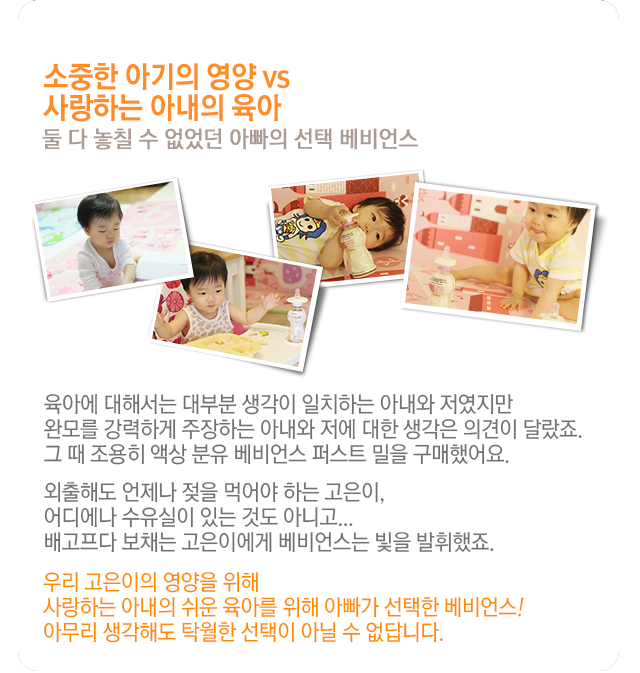 소중한 아기의 영양 vs
사랑하는 아내의 육아
둘 다 놓칠 수 없었던 아빠의 선택 베비언스
육아에 대해서는 대부분 생각이 일치하는 아내와 저였지만
완모를 강력하게 주장하는 아내와 저에 대한 생각은 의견이 달랐죠.
그 때 조용히 액상 분유 베비언스 퍼스트 밀을 구매했어요.
외출해도 언제나 젖을 먹어야 하는 고은이,
어디에나 수유실이 있는 것도 아니고...
배고프다 보채는 고은이에게 베비언스는 빛을 발휘했죠.
우리 고은이의 영양을 위해
사랑하는 아내의 쉬운 육아를 위해 아빠가 선택한 베비언스!
아무리 생각해도 탁월한 선택이 아닐 수 없답니다.